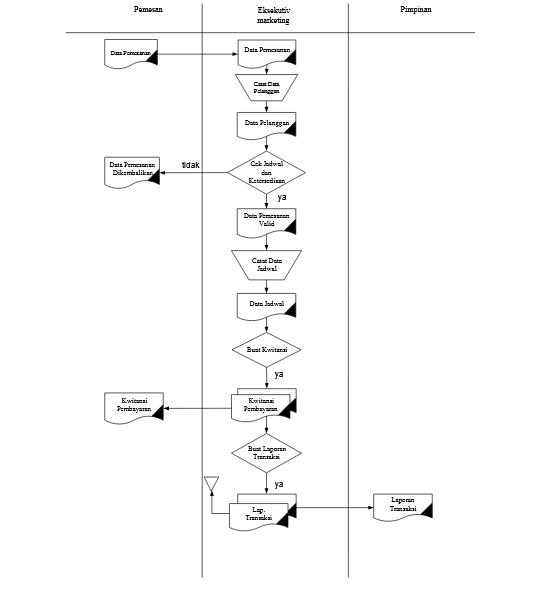 Pemesan
Eksekutiv
marketing
Pimpinan
Data Pemesanan
Data Pemesanan
Catat Data
Pelanggan
Data Pelanggan
Data Pemesanan
Dikembalikan
tidak
Cek Jadwal
dan
Ketersediaan
ya
Data Pemesanan
Valid
Catat Data
Jadwal
Data Jadwal
Buat Kwitansi
ya
Kwitansi
Pembayaran
Kwitansi
Pembayaran
Buat Laporan
Transaksi
ya
Lap.
Transaksi
Laporan
Transaksi